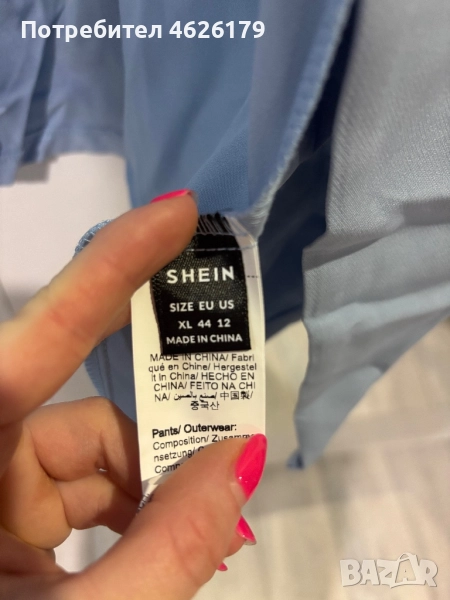 Потребител 4626179
SHEIN
SIZE EU US
XL 44 12
MADE IN CHINA
MADE IN CHINA/ Fabri
qué en Chine/ Hergestel
lt in China/ HECHO EN
CHINA/ FEITO NA CHI
NA/ صنع بالصين/ 中国製/
중국산
Pants/ Outerwear:
Composition/ Zusamm
nsetzung/
BAZAR